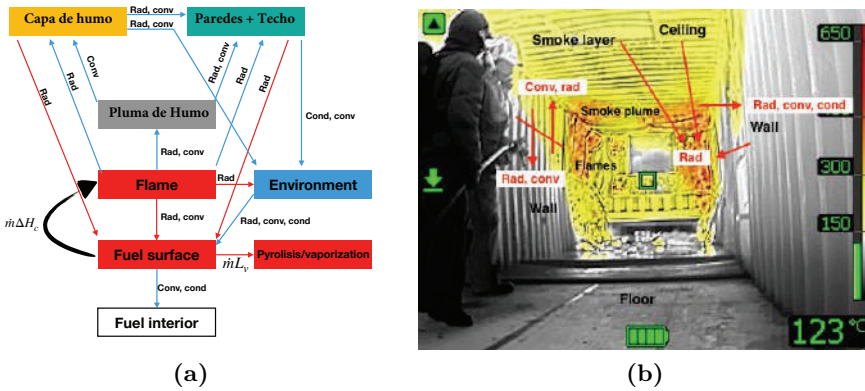 Capa de humo
Rad, conv
Rad, conv
Paredes + Techo
Conv
Rad
Rad
Rad, conv
Rad
Rad
Cond, conv
Pluma de Humo
Rad, conv
Flame
Rad
Environment
ṁΔH_c
Rad, conv
Rad, conv, cond
Fuel surface
ṁL_v
Pyrolisis/vaporization
Conv, cond
Fuel interior
(a)
Smoke layer
Ceiling
650
Conv, rad
Smoke plume
Rad, conv, cond
Wall
Flames
Rad
300
Rad, conv
Wall
150
Floor
123 °C
(b)